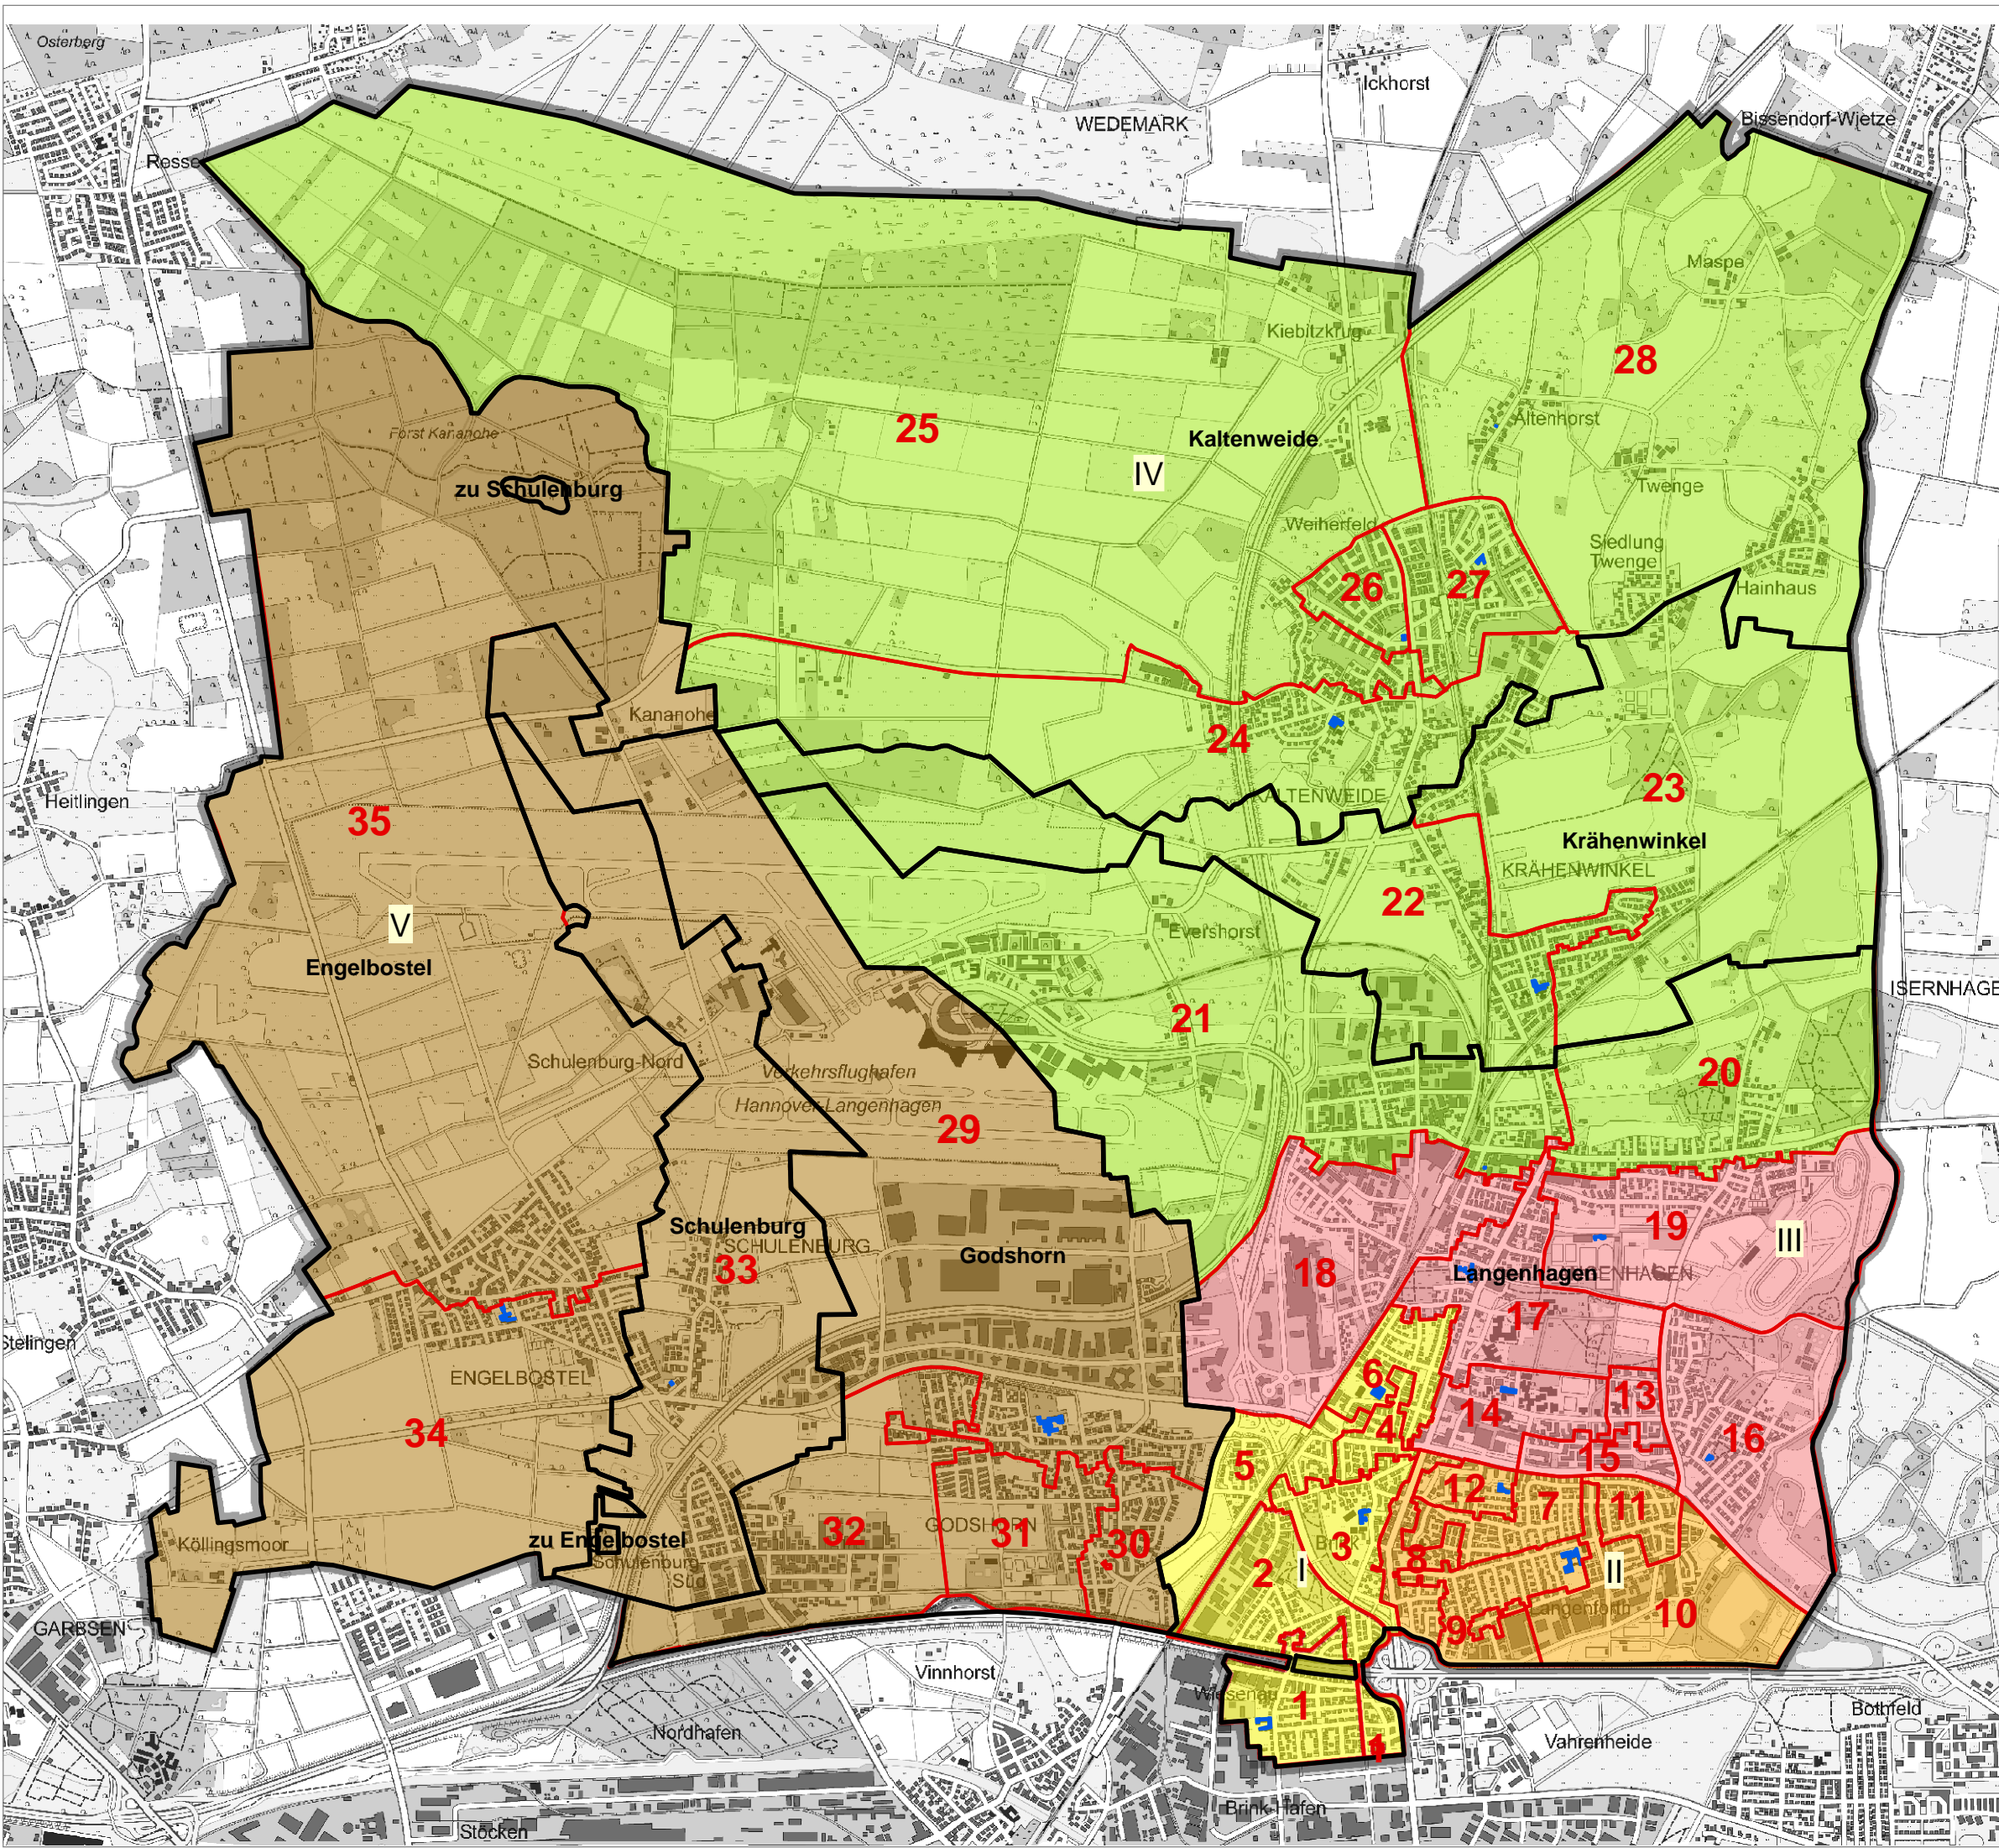 Osterberg
Ickhorst
WEDEMARK
Bissendorf-Wietze
Resse
Maspe
Kiebitzkrug
28
Altenhorst
25
Forst Kananohe
Kaltenweide
IV
zu Schulenburg
Twenge
Weiherfeld
Siedlung
Twenge
26
27
Hainhaus
Kananohe
24
23
KALTENWEIDE
Heitlingen
35
Krähenwinkel
KRÄHENWINKEL
22
V
Evershorst
Engelbostel
ISERNHAGE
21
Schulenburg-Nord
Verkehrsflughafen
Hannover-Langenhagen
20
29
Schulenburg
SCHULENBURG
Godshorn
19
III
33
18
Langenhagen
ENHAGEN
17
Stelingen
ENGELBOSTEL
6
13
14
4
34
16
5
15
12
7
11
GODSHORN
32
31
30
zu Engelbostel
Schulenburg-
Süd
Köllingsmoor
3
Brink
8
2
I
II
Langenforth
10
9
GARBSEN
Vinnhorst
Wiesenau
1
Bothfeld
Nordhafen
Vahrenheide
4
Brink-Hafen
Stöcken